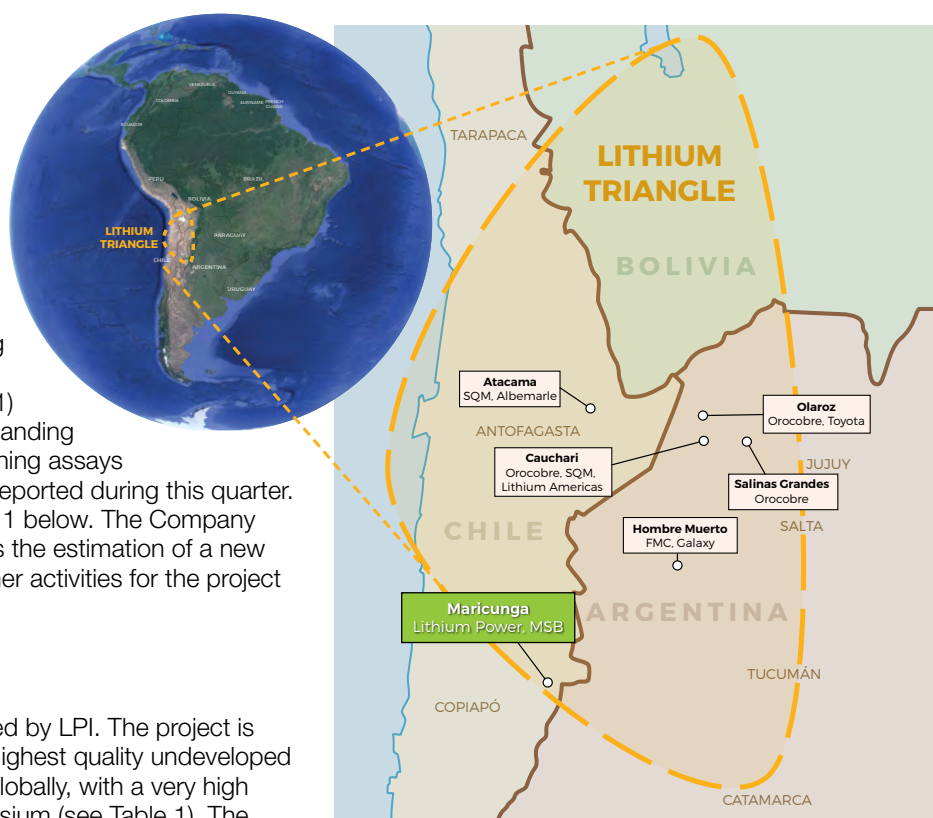 VENEZUELA
GUYANA
COLOMBIA
SURINAME
FRENCH
GUIANA
ECUADOR
PERU
BRAZIL
BOLIVIA
LITHIUM
TRIANGLE
PARAGUAY
CHILE
ARGENTINA
URUGUAY
TARAPACA
LITHIUM
TRIANGLE
BOLIVIA
Atacama
SQM, Albemarle
Olaroz
Orocobre, Toyota
ANTOFAGASTA
Cauchari
Orocobre, SQM,
Lithium Americas
JUJUY
Salinas Grandes
Orocobre
SALTA
CHILE
Hombre Muerto
FMC, Galaxy
Maricunga
Lithium Power, MSB
ARGENTINA
TUCUMÁN
COPIAPÓ
CATAMARCA
g
1)
anding
ning assays
eported during this quarter.
1 below. The Company
s the estimation of a new
her activities for the project
ed by LPI. The project is
ighest quality undeveloped
lobally, with a very high
sium (see Table 1). The